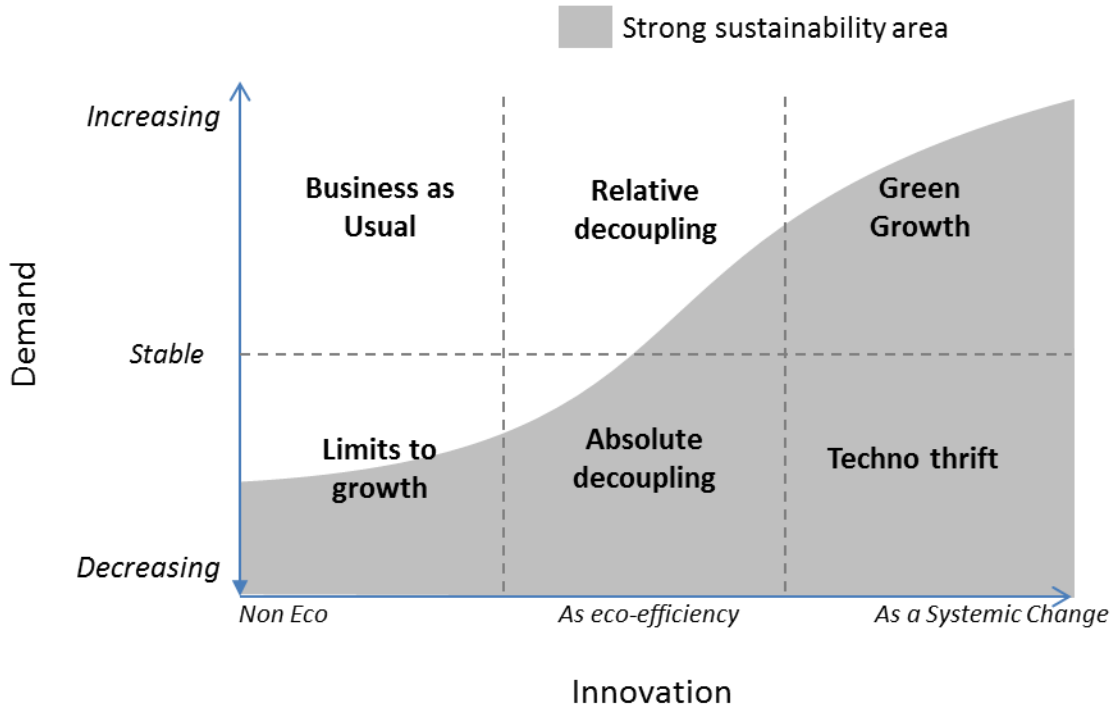 Strong sustainability area
Increasing
Business as
Usual
Relative
decoupling
Green
Growth
Demand
Stable
Limits to
growth
Absolute
decoupling
Techno thrift
Decreasing
Non Eco
As eco-efficiency
As a Systemic Change
Innovation